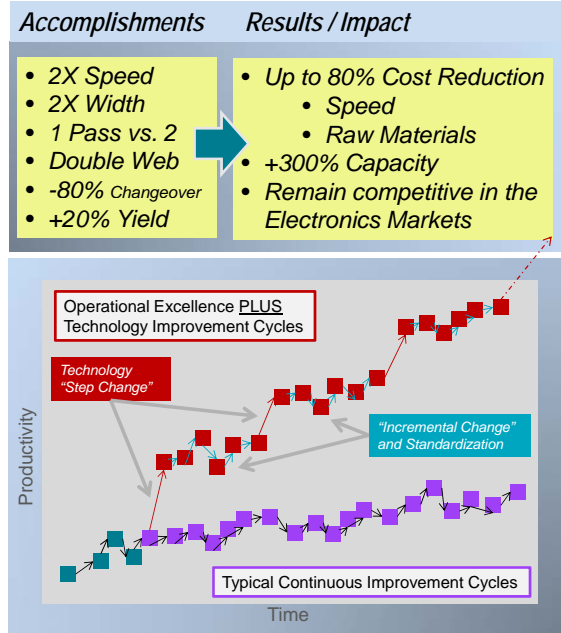 Accomplishments
Results / Impact
• 2X Speed
• 2X Width
• 1 Pass vs. 2
• Double Web
• -80% Changeover
• +20% Yield
• Up to 80% Cost Reduction
• Speed
• Raw Materials
• +300% Capacity
• Remain competitive in the
Electronics Markets
Operational Excellence PLUS
Technology Improvement Cycles
Technology
“Step Change”
“Incremental Change”
and Standardization
Productivity
Typical Continuous Improvement Cycles
Time